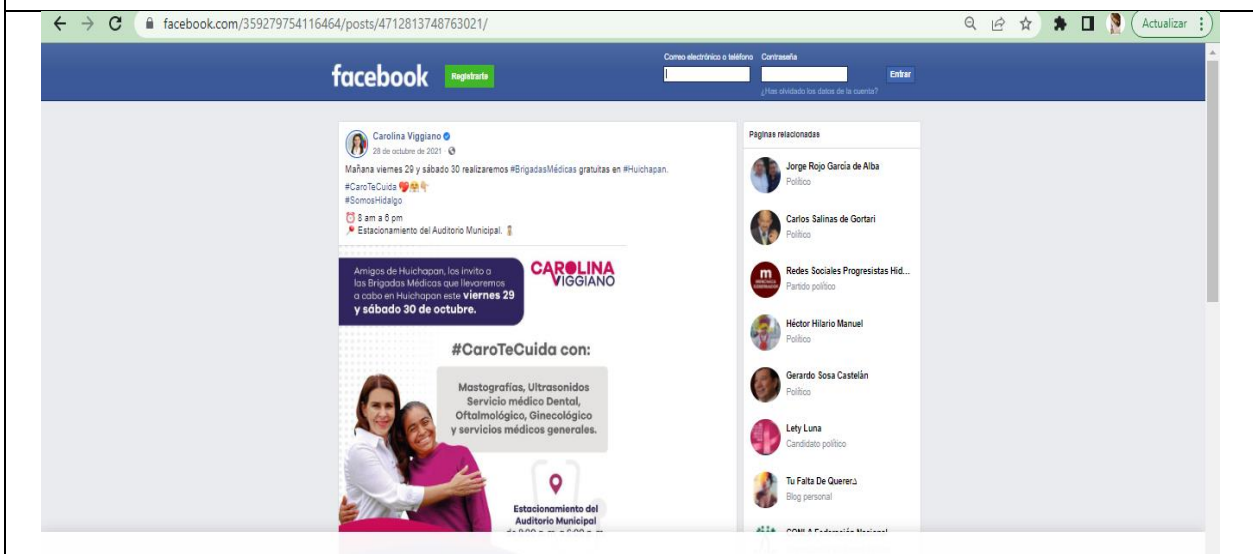 facebook.com/359279754116464/posts/4712813748763021/
Actualizar
facebook
Registrarte
Correo electrónico o teléfono
Contraseña
Entrar
¿Has olvidado los datos de la cuenta?
Carolina Viggiano
28 de octubre de 2021 ·
Mañana viernes 29 y sábado 30 realizaremos #BrigadasMédicas gratuitas en #Huichapan.
#CaroTeCuida
#SomosHidalgo
8 am a 6 pm
Estacionamiento del Auditorio Municipal.
Amigos de Huichapan, los invito a
las Brigadas Médicas que llevaremos
a cabo en Huichapan este viernes 29
y sábado 30 de octubre.
CAROLINA
VIGGIANO
#CaroTeCuida con:
Mastografías, Ultrasonidos
Servicio médico Dental,
Oftalmológico, Ginecológico
y servicios médicos generales.
Estacionamiento del
Auditorio Municipal
Páginas relacionadas
Jorge Rojo García de Alba
Político
Carlos Salinas de Gortari
Político
Redes Sociales Progresistas Hid...
Partido político
Héctor Hilario Manuel
Político
Gerardo Sosa Castelán
Político
Lety Luna
Candidato político
Tu Falta De Querer
Blog personal